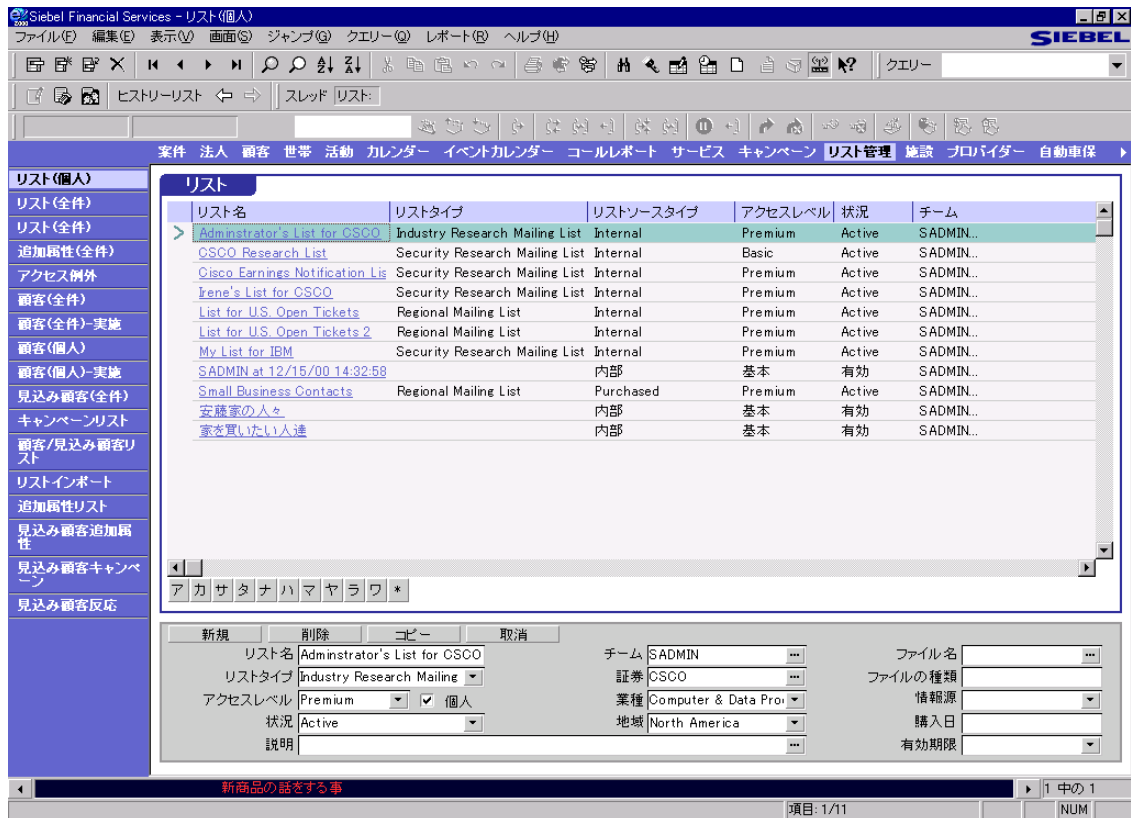 Siebel Financial Services - リスト(個人)
ファイル(F) 編集(E) 表示(V) 画面(S) ジャンプ(G) クエリー(Q) レポート(R) ヘルプ(H)
SIEBEL
クエリー
ヒストリーリスト
スレッド リスト:
案件 法人 顧客 世帯 活動 カレンダー イベントカレンダー コールレポート サービス キャンペーン リスト管理 施設 プロバイダー 自動車保
リスト(個人)
リスト(全件)
リスト(全件)
追加属性(全件)
アクセス例外
顧客(全件)
顧客(全件)-実施
顧客(個人)
顧客(個人)-実施
見込み顧客(全件)
キャンペーンリスト
顧客/見込み顧客リ
スト
リストインポート
追加属性リスト
見込み顧客追加属
性
見込み顧客キャンペ
ーン
見込み顧客反応
リスト
リスト名 リストタイプ リストソースタイプ アクセスレベル 状況 チーム
Adminstrator's List for CSCO Industry Research Mailing List Internal Premium Active SADMIN...
CSCO Research List Security Research Mailing List Internal Basic Active SADMIN...
Cisco Earnings Notification Lis Security Research Mailing List Internal Premium Active SADMIN...
Irene's List for CSCO Security Research Mailing List Internal Premium Active SADMIN...
List for U.S. Open Tickets Regional Mailing List Internal Premium Active SADMIN...
List for U.S. Open Tickets 2 Regional Mailing List Internal Premium Active SADMIN...
My List for IBM Security Research Mailing List Internal Premium Active SADMIN...
SADMIN at 12/15/00 14:32:58 内部 基本 有効 SADMIN...
Small Business Contacts Regional Mailing List Purchased Premium Active SADMIN...
安藤家の人々 内部 基本 有効 SADMIN...
家を買いたい人達 内部 基本 有効 SADMIN...
ア カ サ タ ナ ハ マ ヤ ラ ワ *
新規 削除 コピー 取消
リスト名 Adminstrator's List for CSCO チーム SADMIN ファイル名
リストタイプ Industry Research Mailing 証券 CSCO ファイルの種類
アクセスレベル Premium 個人 業種 Computer & Data Pro 情報源
状況 Active 地域 North America 購入日
説明 有効期限
新商品の話をする事 1 中の 1
項目: 1/11 NUM